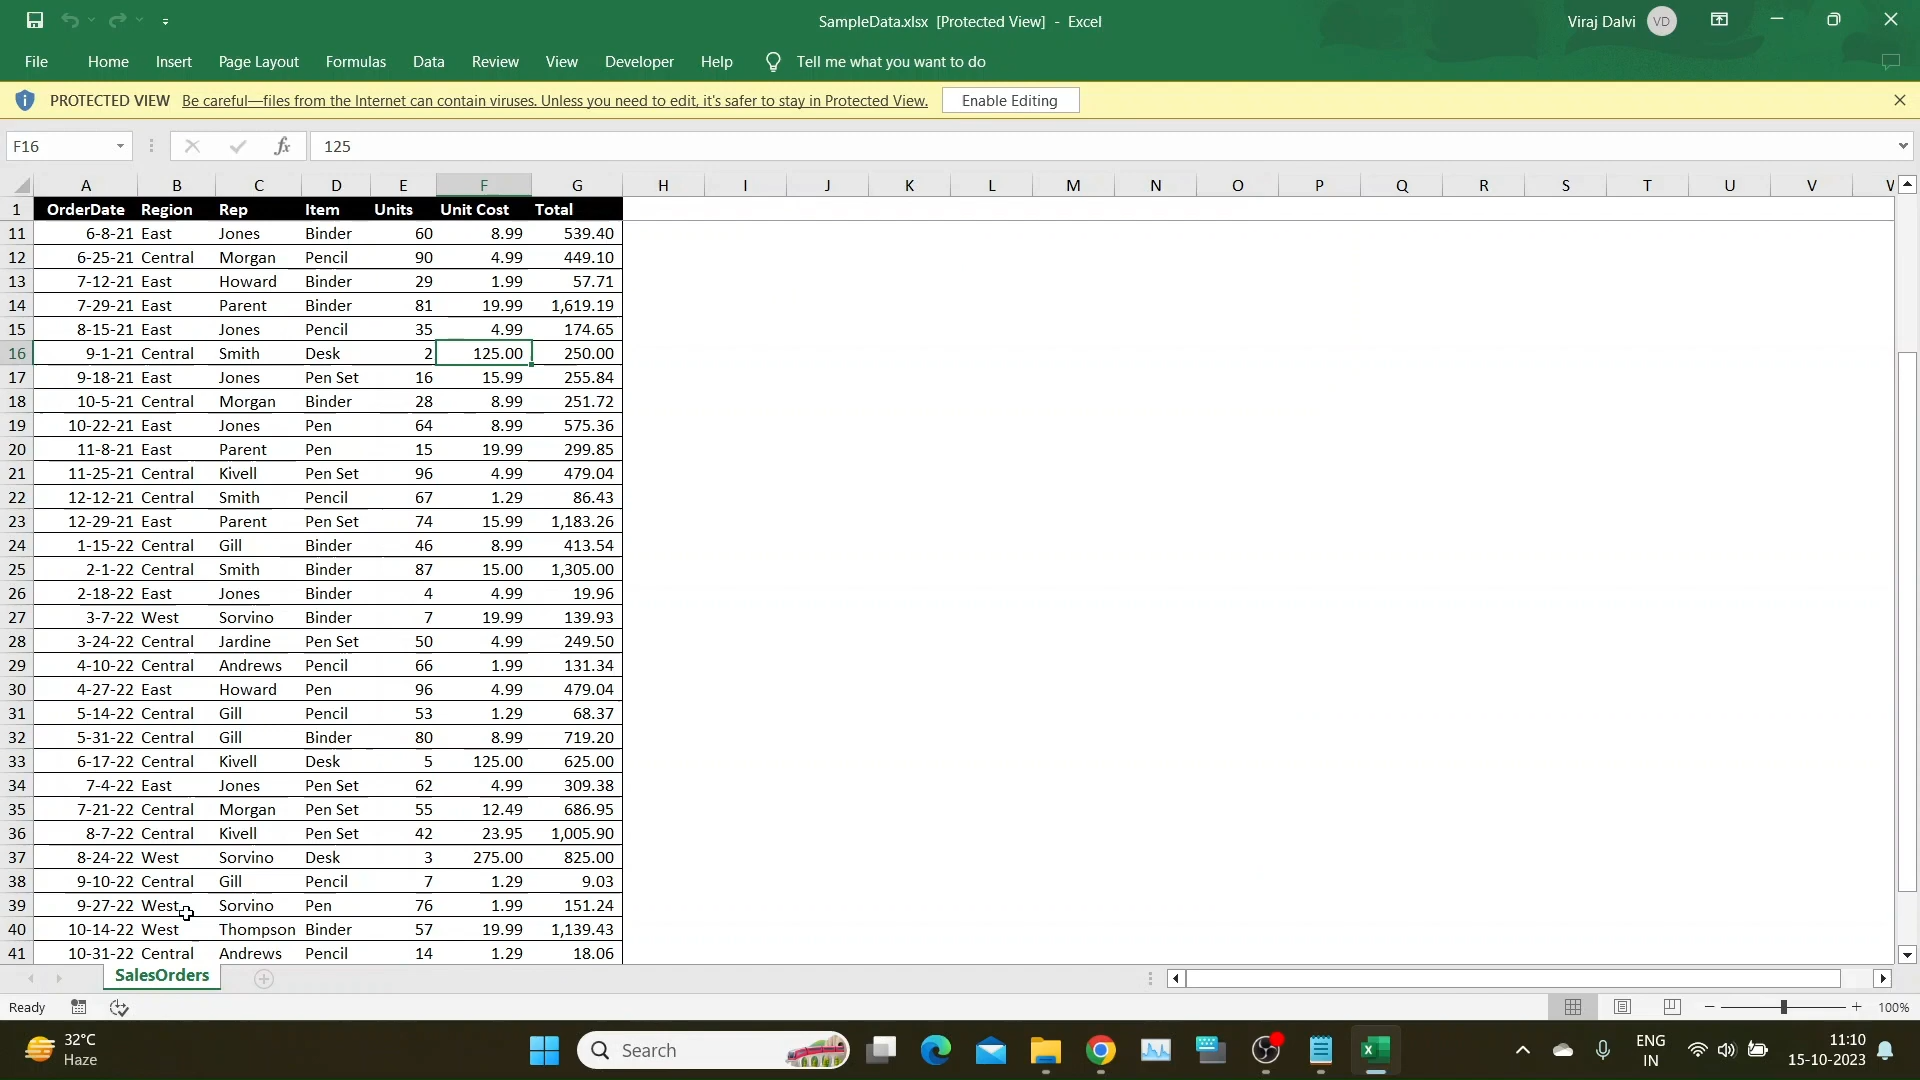 SampleData.xlsx [Protected View] - Excel
Viraj Dalvi VD
File Home Insert Page Layout Formulas Data Review View Developer Help Tell me what you want to do
PROTECTED VIEW Be careful—files from the Internet can contain viruses. Unless you need to edit, it's safer to stay in Protected View. Enable Editing
F16 fx 125
A B C D E F G H I J K L M N O P Q R S T U V
1 OrderDate Region Rep Item Units Unit Cost Total
11 6-8-21 East Jones Binder 60 8.99 539.40
12 6-25-21 Central Morgan Pencil 90 4.99 449.10
13 7-12-21 East Howard Binder 29 1.99 57.71
14 7-29-21 East Parent Binder 81 19.99 1,619.19
15 8-15-21 East Jones Pencil 35 4.99 174.65
16 9-1-21 Central Smith Desk 2 125.00 250.00
17 9-18-21 East Jones Pen Set 16 15.99 255.84
18 10-5-21 Central Morgan Binder 28 8.99 251.72
19 10-22-21 East Jones Pen 64 8.99 575.36
20 11-8-21 East Parent Pen 15 19.99 299.85
21 11-25-21 Central Kivell Pen Set 96 4.99 479.04
22 12-12-21 Central Smith Pencil 67 1.29 86.43
23 12-29-21 East Parent Pen Set 74 15.99 1,183.26
24 1-15-22 Central Gill Binder 46 8.99 413.54
25 2-1-22 Central Smith Binder 87 15.00 1,305.00
26 2-18-22 East Jones Binder 4 4.99 19.96
27 3-7-22 West Sorvino Binder 7 19.99 139.93
28 3-24-22 Central Jardine Pen Set 50 4.99 249.50
29 4-10-22 Central Andrews Pencil 66 1.99 131.34
30 4-27-22 East Howard Pen 96 4.99 479.04
31 5-14-22 Central Gill Pencil 53 1.29 68.37
32 5-31-22 Central Gill Binder 80 8.99 719.20
33 6-17-22 Central Kivell Desk 5 125.00 625.00
34 7-4-22 East Jones Pen Set 62 4.99 309.38
35 7-21-22 Central Morgan Pen Set 55 12.49 686.95
36 8-7-22 Central Kivell Pen Set 42 23.95 1,005.90
37 8-24-22 West Sorvino Desk 3 275.00 825.00
38 9-10-22 Central Gill Pencil 7 1.29 9.03
39 9-27-22 West Sorvino Pen 76 1.99 151.24
40 10-14-22 West Thompson Binder 57 19.99 1,139.43
41 10-31-22 Central Andrews Pencil 14 1.29 18.06
SalesOrders
Ready 100%
32°C
Haze
Search
ENG
IN
11:10
15-10-2023